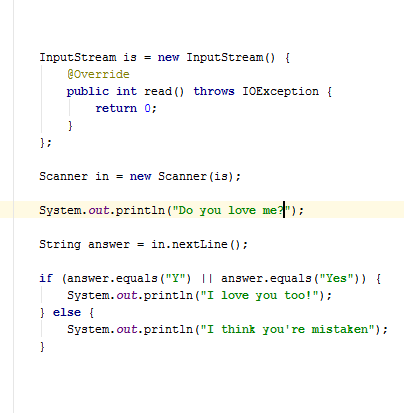 InputStream is = new InputStream() {
    @Override
    public int read() throws IOException {
        return 0;
    }
};
Scanner in = new Scanner(is);
System.out.println("Do you love me?");
String answer = in.nextLine();
if (answer.equals("Y") || answer.equals("Yes")) {
    System.out.println("I love you too!");
} else {
    System.out.println("I think you're mistaken");
}